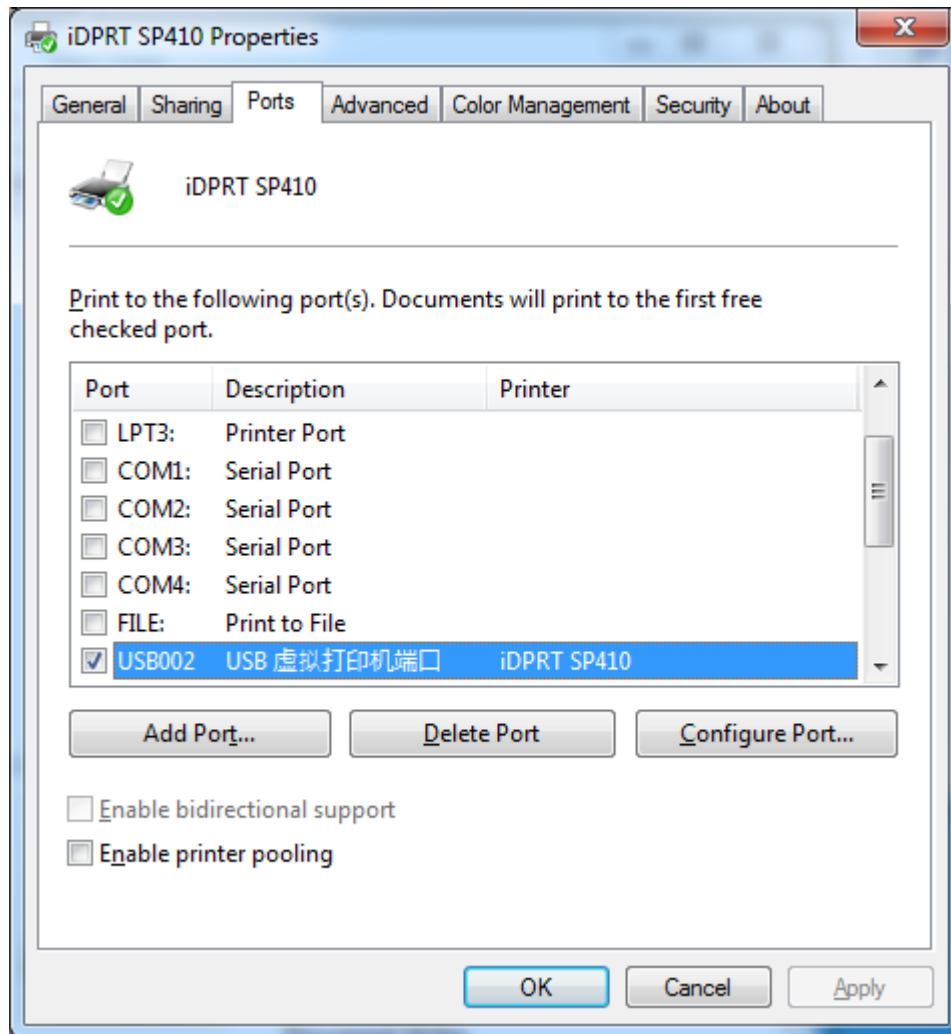 iDPRT SP410 Properties
General Sharing Ports Advanced Color Management Security About
iDPRT SP410
Print to the following port(s). Documents will print to the first free
checked port.
Port Description Printer
LPT3: Printer Port
COM1: Serial Port
COM2: Serial Port
COM3: Serial Port
COM4: Serial Port
FILE: Print to File
USB002 USB 虚拟打印机端口 iDPRT SP410
Add Port... Delete Port Configure Port...
Enable bidirectional support
Enable printer pooling
OK Cancel Apply